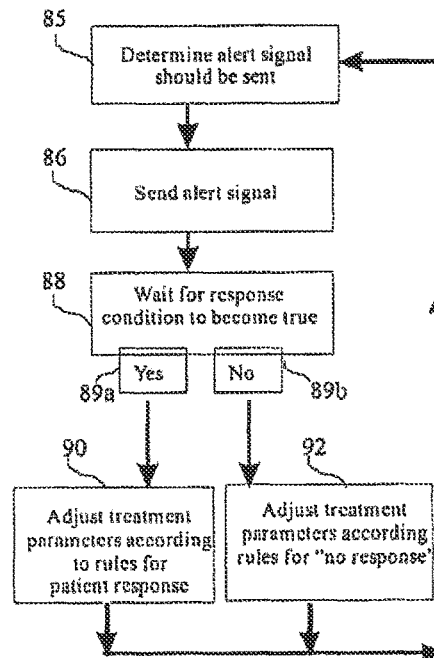 85
Determine alert signal
should be sent
86
Send alert signal
88
Wait for response
condition to become true
Yes
No
89a
89b
90
92
Adjust treatment
parameters according
to rules for
patient response
Adjust treatment
parameters according
rules for "no response"